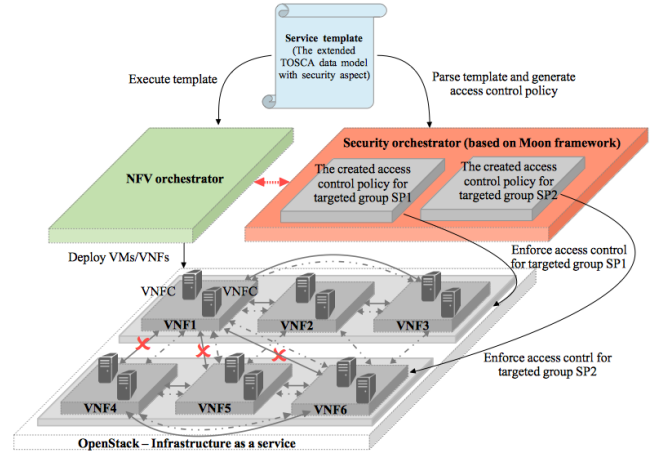 Service template
(The extended
TOSCA data model
with security aspect)
Execute template
Parse template and generate
access control policy
NFV orchestrator
Security orchestrator (based on Moon framework)
The created access
control policy for
targeted group SP1
The created access
control policy for
targeted group SP2
Deploy VMs/VNFs
Enforce access control
for targeted group SP1
VNFC
VNFC
VNF1
VNF2
VNF3
Enforce access contrl for
targeted group SP2
VNF4
VNF5
VNF6
OpenStack – Infrastructure as a service